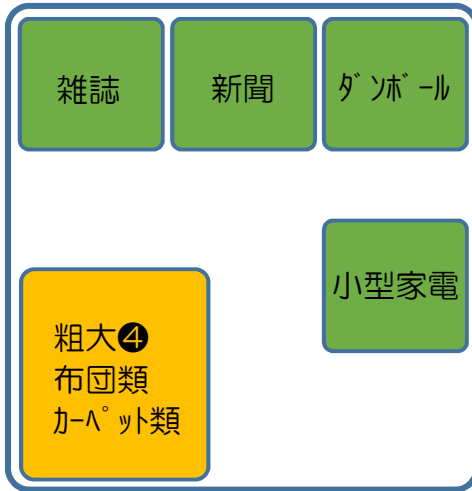 雑誌
新聞
ﾀﾞﾝﾎﾞｰﾙ
小型家電
粗大❹
布団類
ｶｰﾍﾟｯﾄ類